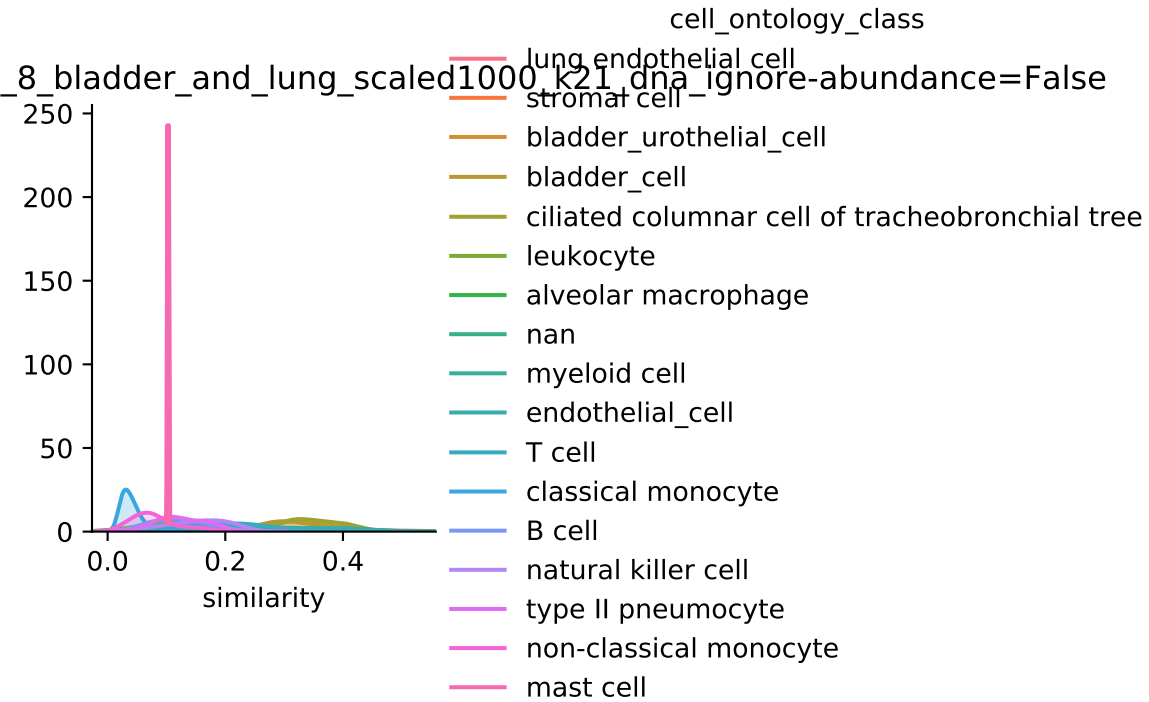 cell_ontology_class
lung endothelial cell
_8_bladder_and_lung_scaled1000_k21_dna_ignore-abundance=False
stromal cell
250
bladder_urothelial_cell
bladder_cell
200
ciliated columnar cell of tracheobronchial tree
leukocyte
150
alveolar macrophage
nan
100
myeloid cell
endothelial_cell
50
T cell
classical monocyte
0
B cell
0.0 0.2 0.4
natural killer cell
similarity
type II pneumocyte
non-classical monocyte
mast cell